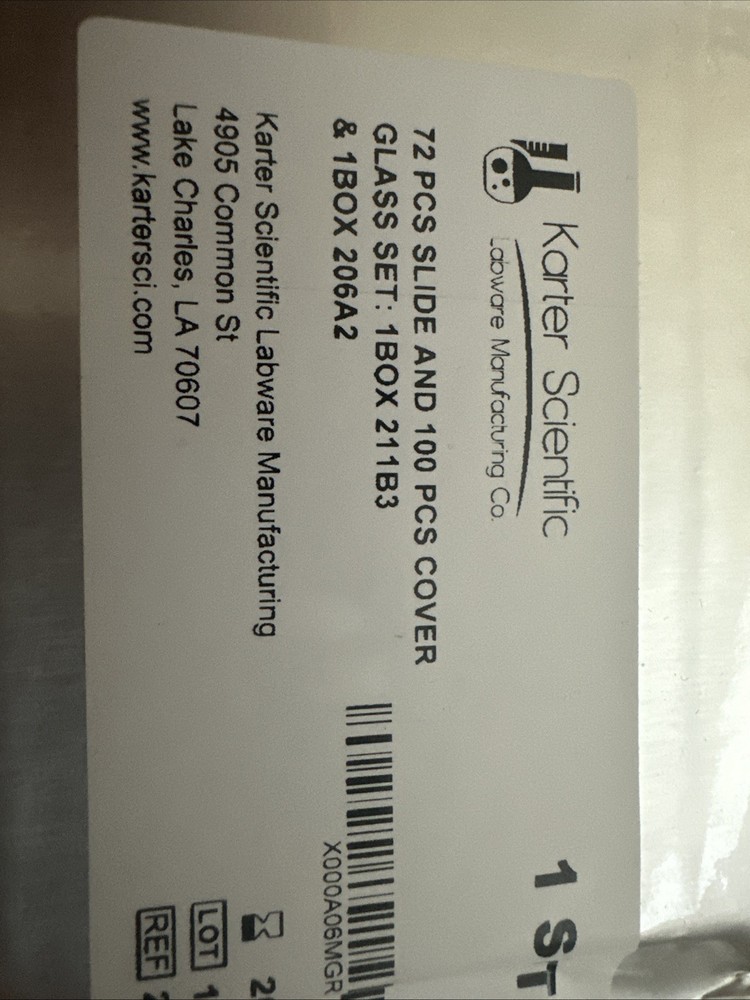 Karter Scientific
Labware Manufacturing Co.
1 ST
72 PCS SLIDE AND 100 PCS COVER
GLASS SET: 1BOX 211B3
& 1BOX 206A2
X000A06MGR
Karter Scientific Labware Manufacturing
4905 Common St
Lake Charles, LA 70607
www.kartersci.com
LOT 1
REF